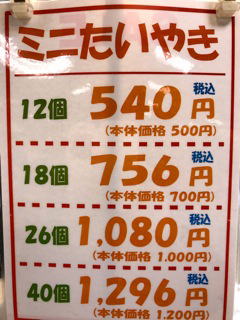 ミニたいやき
12個 540円 税込
(本体価格 500円)
18個 756円 税込
(本体価格 700円)
26個 1,080円 税込
(本体価格 1.000円)
40個 1,296円 税込
(本体価格 1.200円)